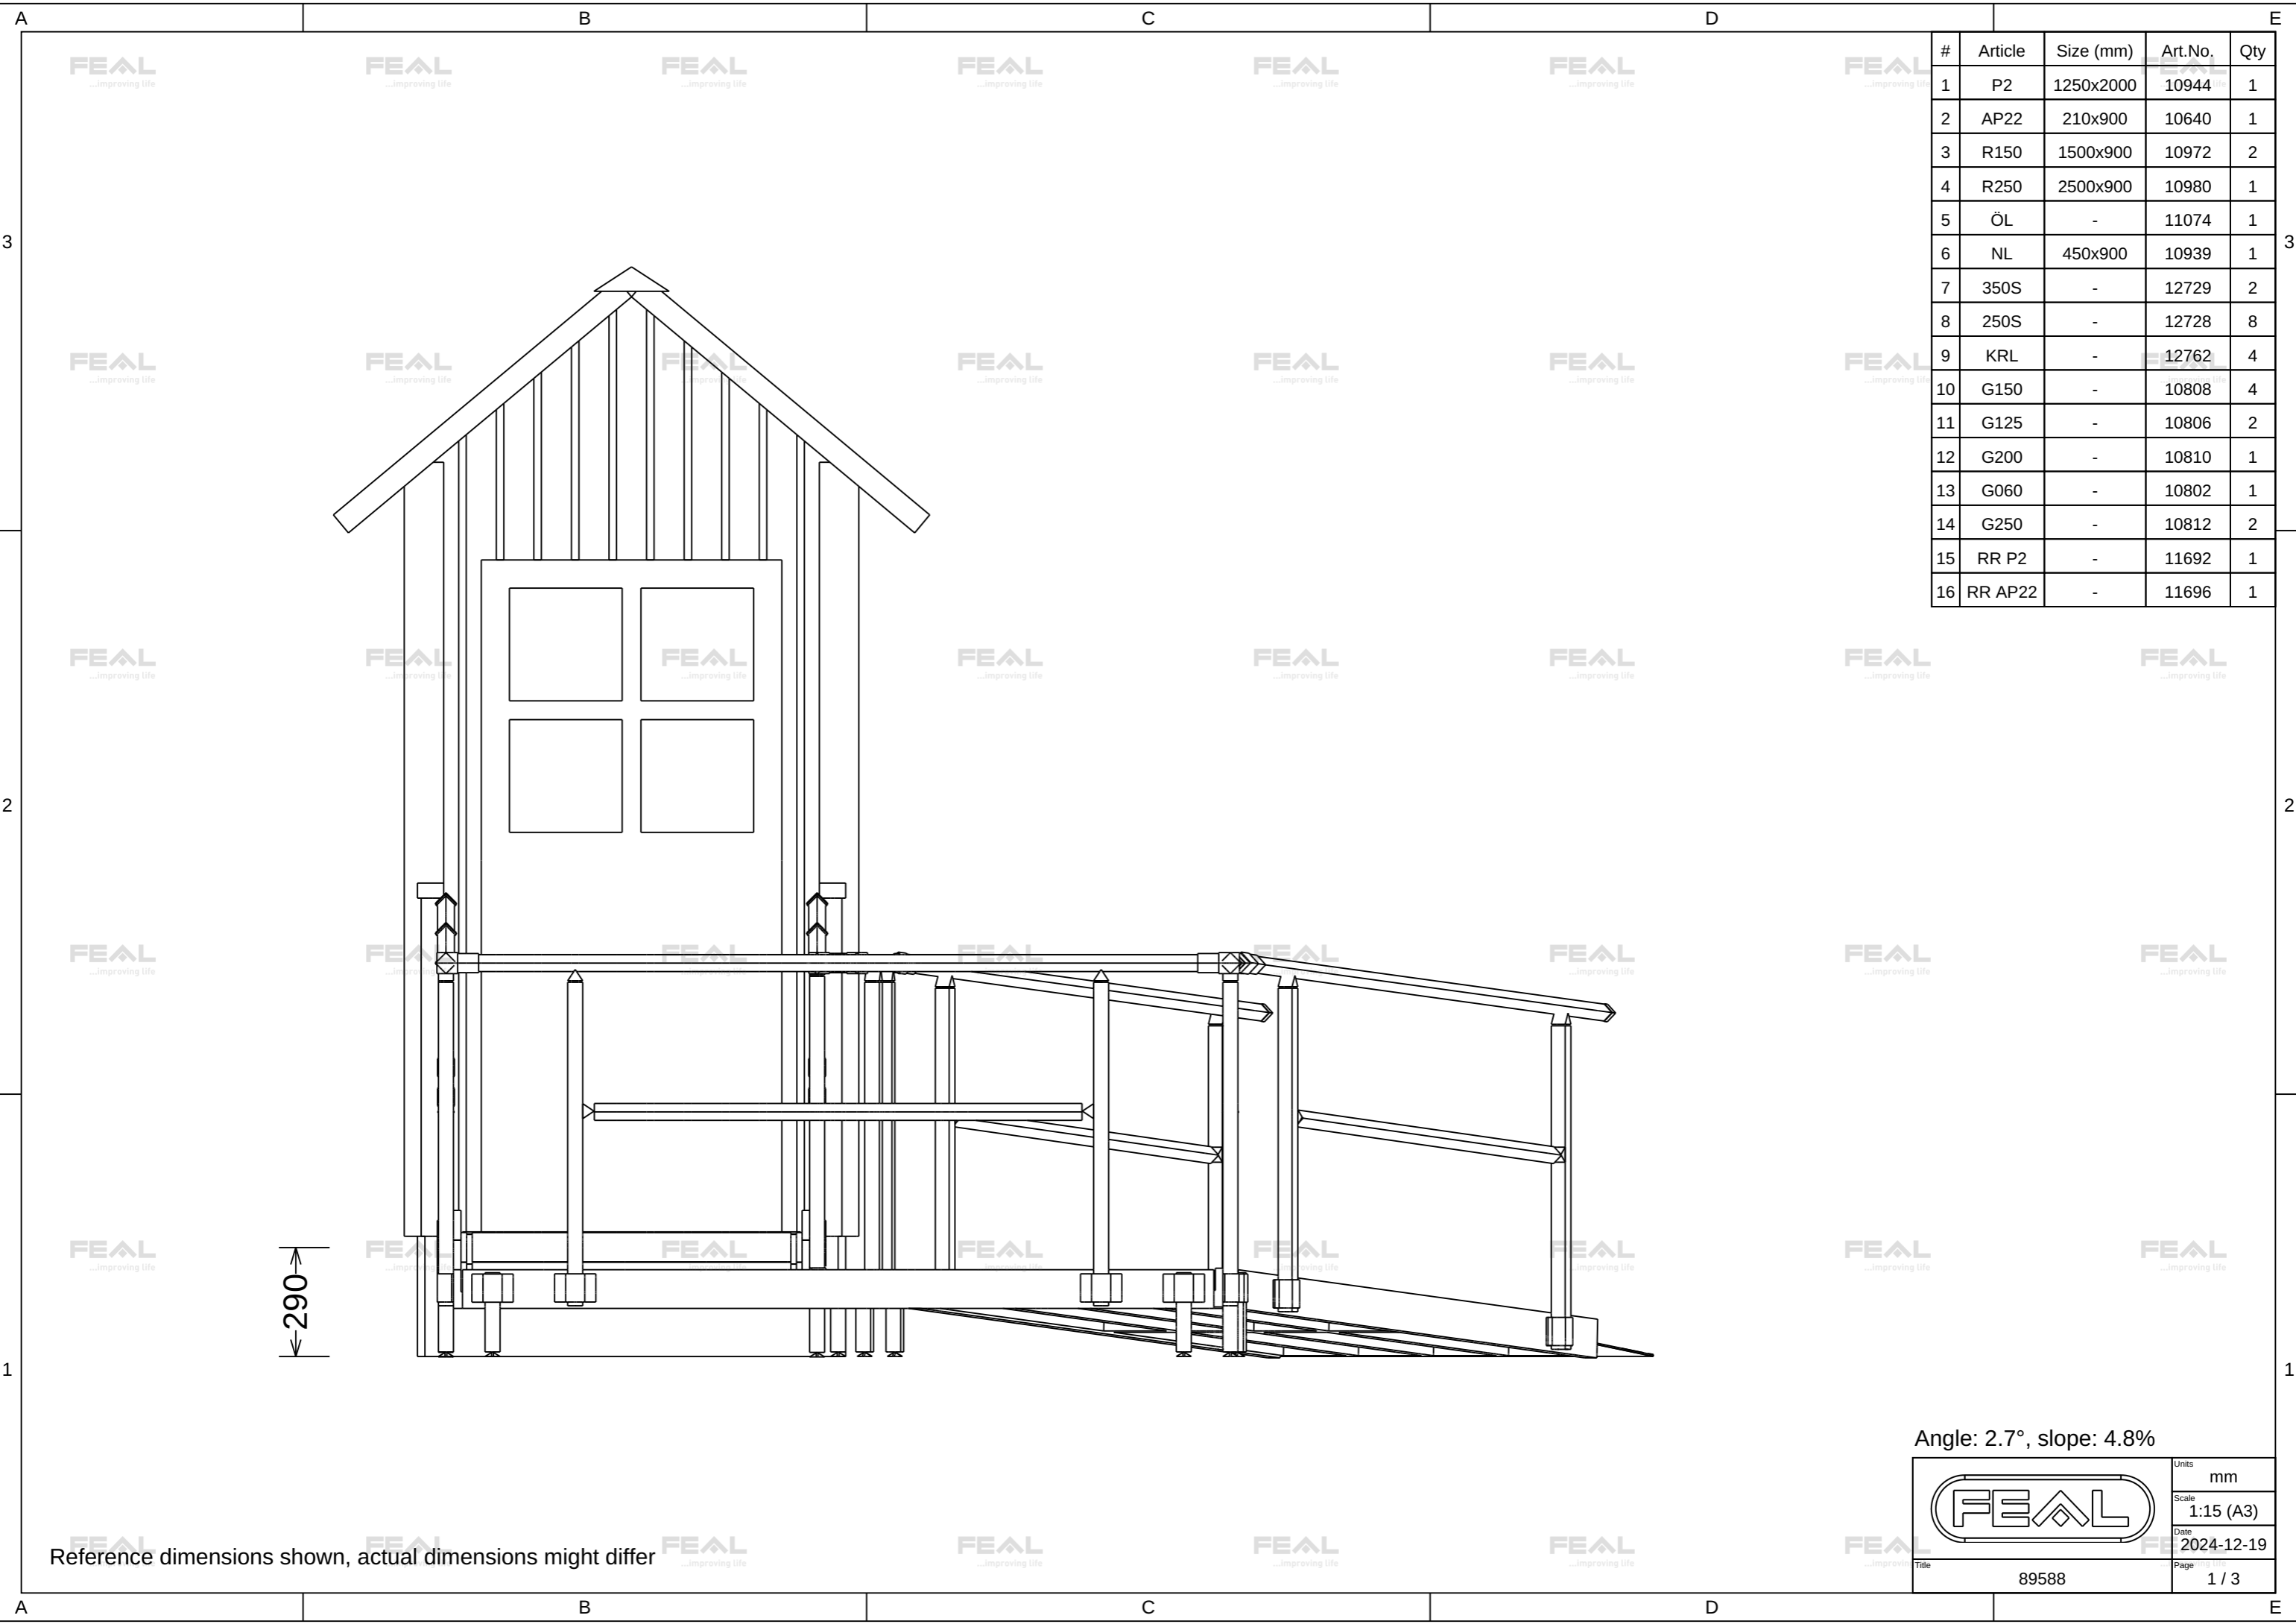 A B C D E
# Article Size (mm) Art.No. Qty
1 P2 1250x2000 10944 1
2 AP22 210x900 10640 1
3 R150 1500x900 10972 2
4 R250 2500x900 10980 1
5 ÖL - 11074 1
6 NL 450x900 10939 1
7 350S - 12729 2
8 250S - 12728 8
9 KRL - 12762 4
10 G150 - 10808 4
11 G125 - 10806 2
12 G200 - 10810 1
13 G060 - 10802 1
14 G250 - 10812 2
15 RR P2 - 11692 1
16 RR AP22 - 11696 1
3 3
2 2
1 1
290
FEAL
...improving life
Angle: 2.7°, slope: 4.8%
FEAL
Units
mm
Scale
1:15 (A3)
Date
2024-12-19
Title
89588
Page
1 / 3
Reference dimensions shown, actual dimensions might differ
A B C D E